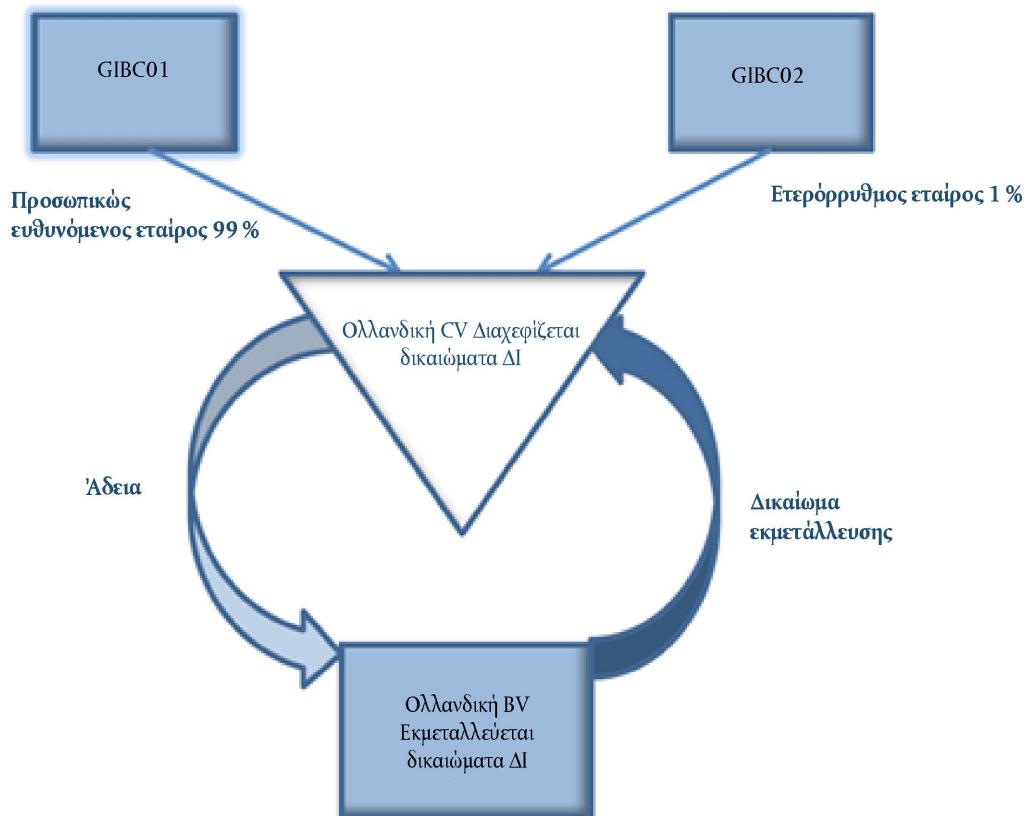 GIBC01
GIBC02
Προσωπικώς
ευθυνόμενος εταίρος 99 %
Ετερόρρυθμος εταίρος 1 %
Ολλανδική CV Διαχεφίζεται
δικαιώματα ΔΙ
Άδεια
Δικαίωμα
εκμετάλλευσης
Ολλανδική BV
Εκμεταλλεύεται
δικαιώματα ΔΙ